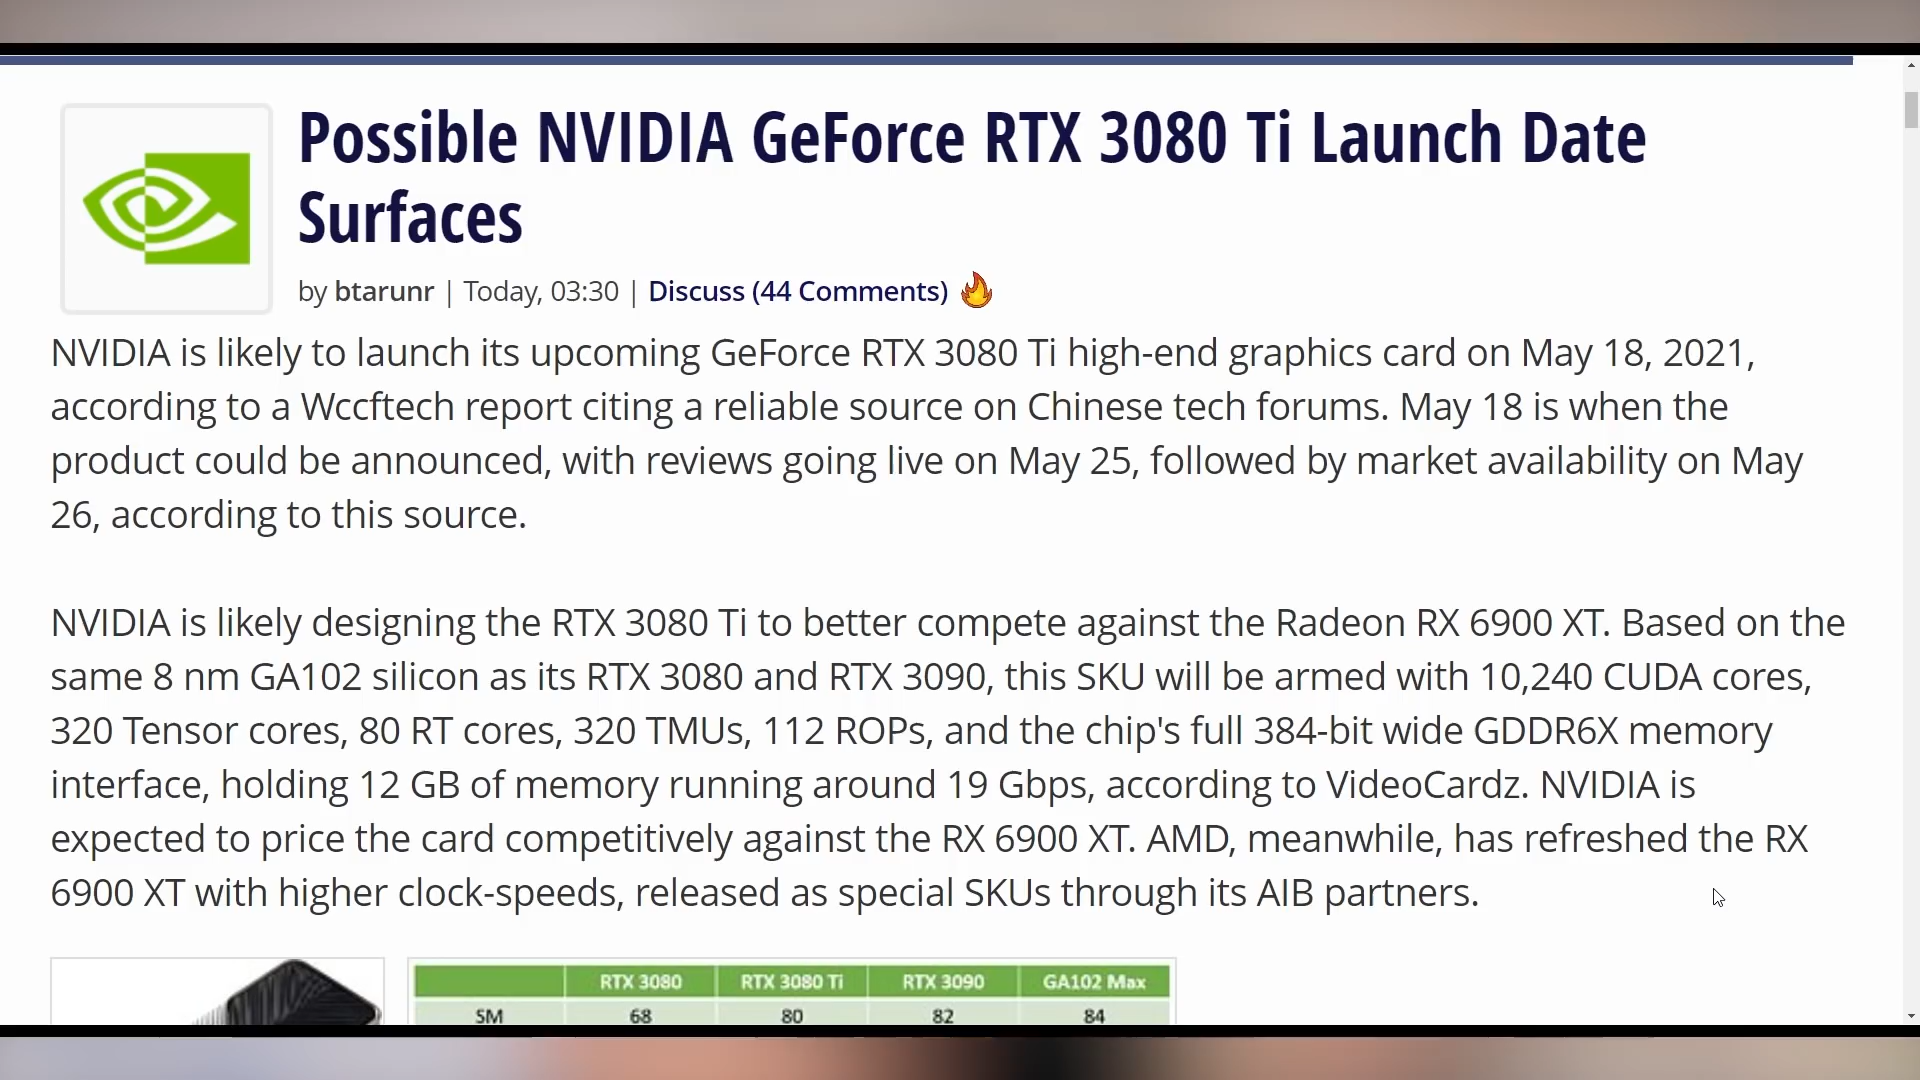 Possible NVIDIA GeForce RTX 3080 Ti Launch Date
Surfaces
by btarunr | Today, 03:30 | Discuss (44 Comments)
NVIDIA is likely to launch its upcoming GeForce RTX 3080 Ti high-end graphics card on May 18, 2021,
according to a Wccftech report citing a reliable source on Chinese tech forums. May 18 is when the
product could be announced, with reviews going live on May 25, followed by market availability on May
26, according to this source.
NVIDIA is likely designing the RTX 3080 Ti to better compete against the Radeon RX 6900 XT. Based on the
same 8 nm GA102 silicon as its RTX 3080 and RTX 3090, this SKU will be armed with 10,240 CUDA cores,
320 Tensor cores, 80 RT cores, 320 TMUs, 112 ROPs, and the chip's full 384-bit wide GDDR6X memory
interface, holding 12 GB of memory running around 19 Gbps, according to VideoCardz. NVIDIA is
expected to price the card competitively against the RX 6900 XT. AMD, meanwhile, has refreshed the RX
6900 XT with higher clock-speeds, released as special SKUs through its AIB partners.
RTX 3080 RTX 3080 Ti RTX 3090 GA102 Max
SM 68 80 82 84